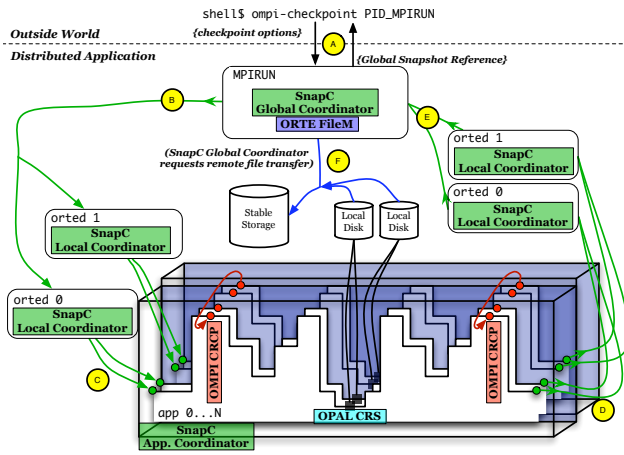 shell$ ompi-checkpoint PID_MPIRUN
Outside World
{checkpoint options}
A
Distributed Application
{Global Snapshot Reference}
MPIRUN
SnapC
Global Coordinator
ORTE FileM
B
E
orted 1
SnapC
Local Coordinator
(SnapC Global Coordinator
requests remote file transfer)
F
orted 0
SnapC
Local Coordinator
Stable
Storage
Local
Disk
Local
Disk
orted 1
SnapC
Local Coordinator
orted 0
SnapC
Local Coordinator
C
OMPI CRCP
OMPI CRCP
D
app 0...N
OPAL CRS
SnapC
App. Coordinator